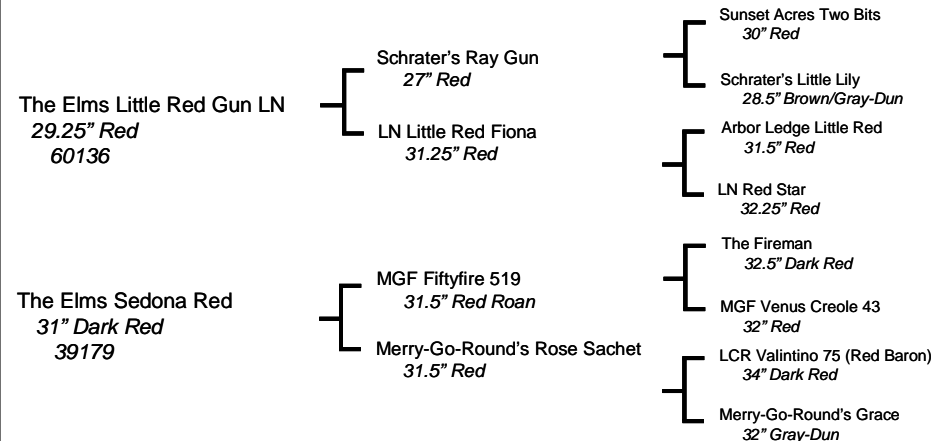 The Elms Little Red Gun LN
29.25” Red
60136
Schrater’s Ray Gun
27” Red
LN Little Red Fiona
31.25” Red
Sunset Acres Two Bits
30” Red
Schrater’s Little Lily
28.5” Brown/Gray-Dun
Arbor Ledge Little Red
31.5” Red
LN Red Star
32.25” Red
The Elms Sedona Red
31” Dark Red
39179
MGF Fiftyfire 519
31.5” Red Roan
Merry-Go-Round’s Rose Sachet
31.5” Red
The Fireman
32.5” Dark Red
MGF Venus Creole 43
32” Red
LCR Valintino 75 (Red Baron)
34” Dark Red
Merry-Go-Round’s Grace
32” Gray-Dun